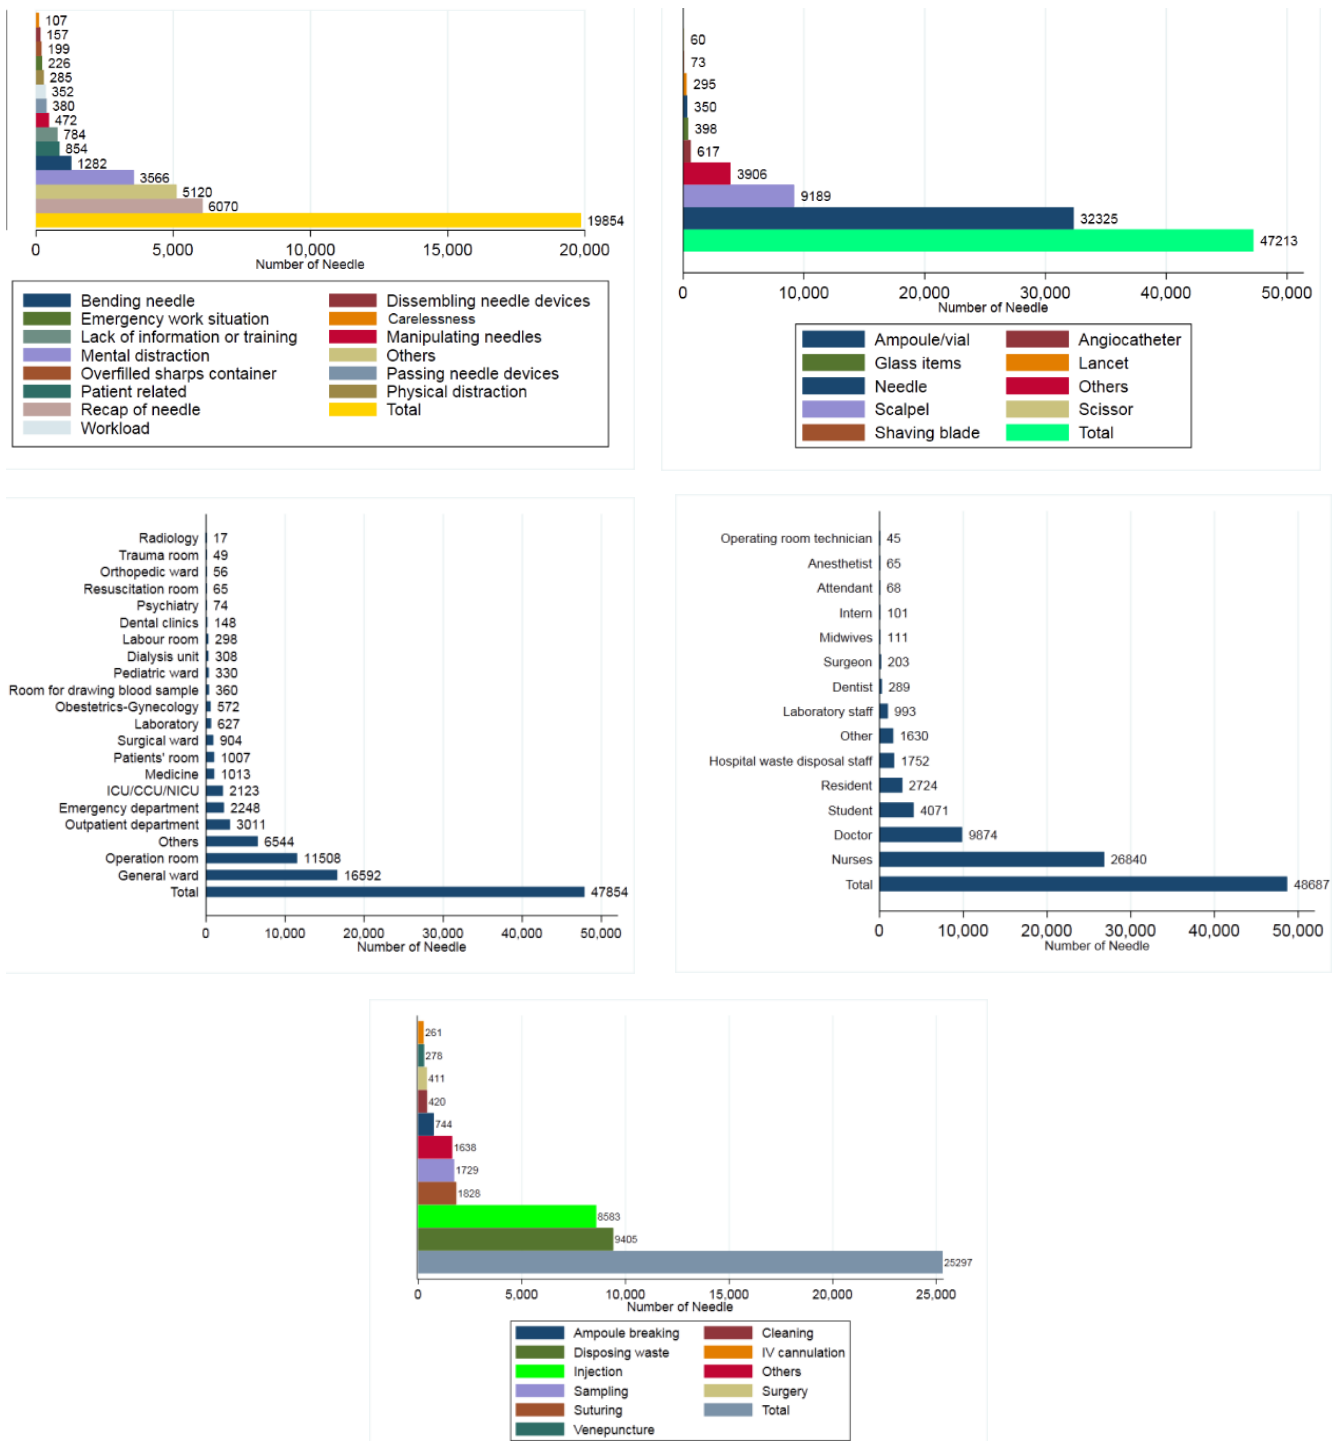 107
157
199
226
285
352
380
472
784
854
1282
3566
5120
6070
19854
0 5,000 10,000 15,000 20,000
Number of Needle
Bending needle Dissembling needle devices
Emergency work situation Carelessness
Lack of information or training Manipulating needles
Mental distraction Others
Overfilled sharps container Passing needle devices
Patient related Physical distraction
Recap of needle Total
Workload
60
73
295
350
398
617
3906
9189
32325
47213
0 10,000 20,000 30,000 40,000 50,000
Number of Needle
Ampoule/vial Angiocatheter
Glass items Lancet
Needle Others
Scalpel Scissor
Shaving blade Total
Radiology 17
Trauma room 49
Orthopedic ward 56
Resuscitation room 65
Psychiatry 74
Dental clinics 148
Labour room 298
Dialysis unit 308
Pediatric ward 330
Room for drawing blood sample 360
Obestetrics-Gynecology 572
Laboratory 627
Surgical ward 904
Patients' room 1007
Medicine 1013
ICU/CCU/NICU 2123
Emergency department 2248
Outpatient department 3011
Others 6544
Operation room 11508
General ward 16592
Total 47854
0 10,000 20,000 30,000 40,000 50,000
Number of Needle
Operating room technician 45
Anesthetist 65
Attendant 68
Intern 101
Midwives 111
Surgeon 203
Dentist 289
Laboratory staff 993
Other 1630
Hospital waste disposal staff 1752
Resident 2724
Student 4071
Doctor 9874
Nurses 26840
Total 48687
0 10,000 20,000 30,000 40,000 50,000
Number of Needle
261
278
411
420
744
1638
1729
1828
8583
9405
25297
0 5,000 10,000 15,000 20,000 25,000
Number of Needle
Ampoule breaking Cleaning
Disposing waste IV cannulation
Injection Others
Sampling Surgery
Suturing Total
Venepuncture